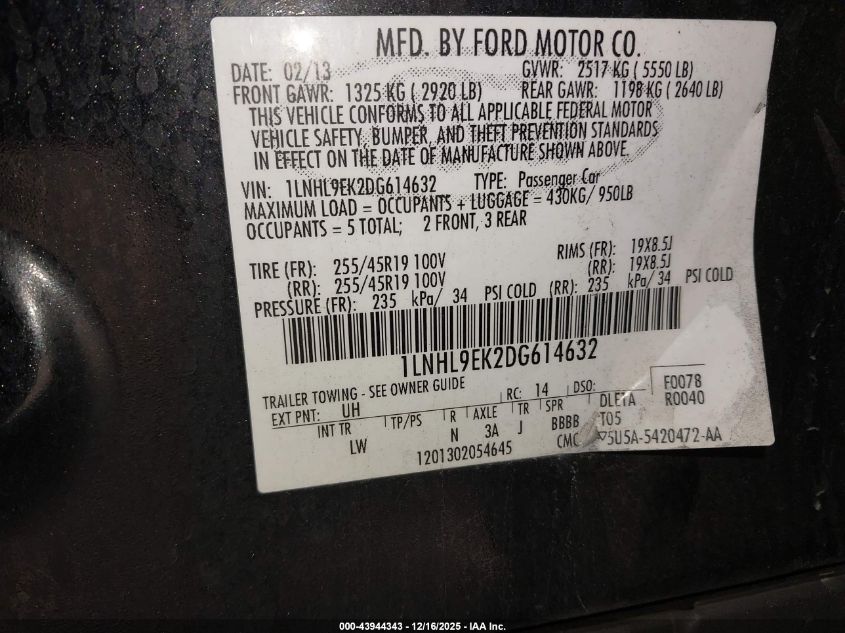 MFD. BY FORD MOTOR CO.
DATE: 02/13 GVWR: 2517 KG ( 5550 LB)
FRONT GAWR: 1325 KG ( 2920 LB) REAR GAWR: 1198 KG ( 2640 LB)
THIS VEHICLE CONFORMS TO ALL APPLICABLE FEDERAL MOTOR
VEHICLE SAFETY, BUMPER, AND THEFT PREVENTION STANDARDS
IN EFFECT ON THE DATE OF MANUFACTURE SHOWN ABOVE.
VIN: 1LNHL9EK2DG614632 TYPE: Passenger Car
MAXIMUM LOAD = OCCUPANTS + LUGGAGE = 430KG/ 950LB
OCCUPANTS = 5 TOTAL; 2 FRONT, 3 REAR
TIRE (FR): 255/45R19 100V RIMS (FR): 19X8.5J
(RR): 255/45R19 100V (RR): 19X8.5J
PRESSURE (FR): 235 kPa/ 34 PSI COLD (RR): 235 kPa/ 34 PSI COLD
1LNHL9EK2DG614632
TRAILER TOWING - SEE OWNER GUIDE RC: 14 DSO: F0078
EXT PNT: UH R0040
INT TR TP/PS R AXLE TR SPR DLETA
LW N 3A J BBBB T05
1201302054645 CMC 5U5A-5420472-AA
000-43944343 - 12/16/2025 - IAA Inc.